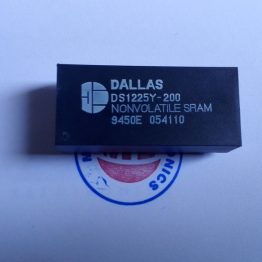 DALLAS
DS1225Y-200
NONVOLATILE SRAM
9450E 054110